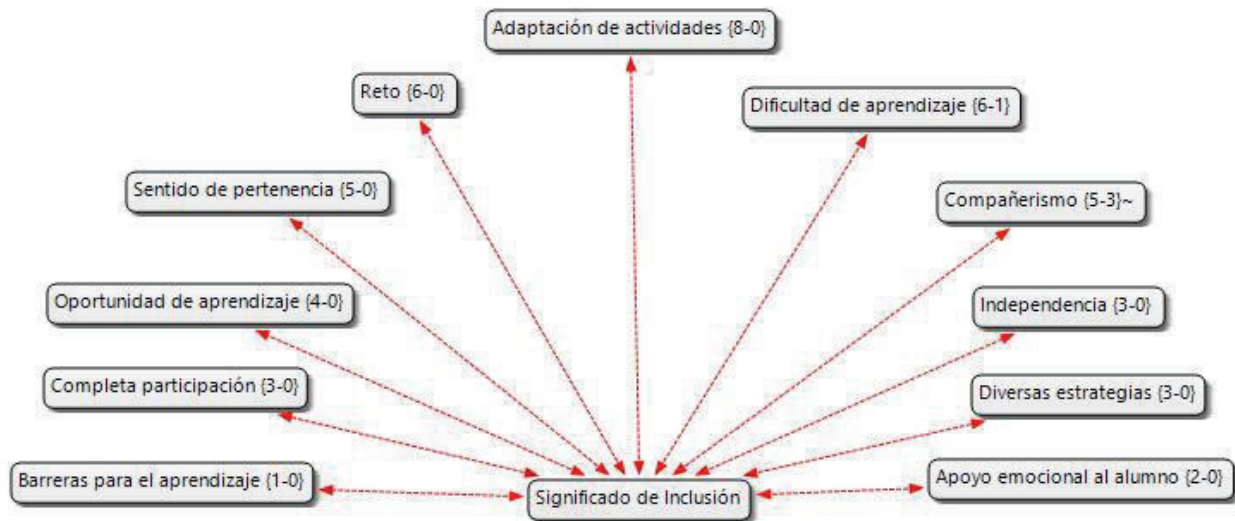 Adaptación de actividades {8-0}
Reto {6-0}
Dificultad de aprendizaje {6-1}
Sentido de pertenencia {5-0}
Compañerismo {5-3}~
Oportunidad de aprendizaje {4-0}
Independencia {3-0}
Completa participación {3-0}
Diversas estrategias {3-0}
Barreras para el aprendizaje {1-0}
Significado de Inclusión
Apoyo emocional al alumno {2-0}